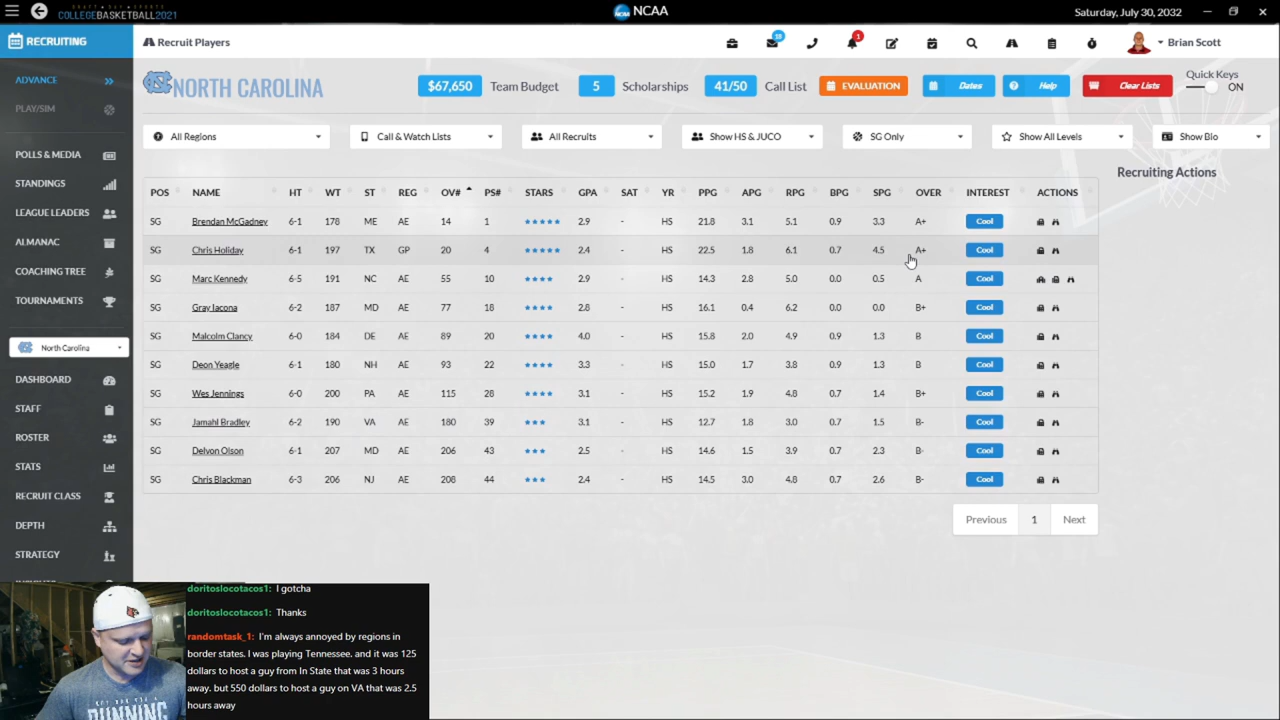 DRAFT DAY SPORTS
COLLEGEBASKETBALL2021
NCAA
Saturday, July 30, 2032
RECRUITING
Recruit Players
18
1
Brian Scott
ADVANCE
PLAY/SIM
POLLS & MEDIA
STANDINGS
LEAGUE LEADERS
ALMANAC
COACHING TREE
TOURNAMENTS
North Carolina
DASHBOARD
STAFF
ROSTER
STATS
RECRUIT CLASS
DEPTH
STRATEGY
NORTH CAROLINA
$67,650 Team Budget 5 Scholarships 41/50 Call List EVALUATION Dates Help Clear Lists Quick Keys ON
All Regions Call & Watch Lists All Recruits Show HS & JUCO SG Only Show All Levels Show Bio
Recruiting Actions
POS NAME HT WT ST REG OV# PS# STARS GPA SAT YR PPG APG RPG BPG SPG OVER INTEREST ACTIONS
SG Brendan McGadney 6-1 178 ME AE 14 1 ★★★★★ 2.9 - HS 21.8 3.1 5.1 0.9 3.3 A+ Cool
SG Chris Holiday 6-1 197 TX GP 20 4 ★★★★★ 2.4 - HS 22.5 1.8 6.1 0.7 4.5 A+ Cool
SG Marc Kennedy 6-5 191 NC AE 55 10 ★★★★ 2.9 - HS 14.3 2.8 5.0 0.0 0.5 A Cool
SG Gray Iacona 6-2 187 MD AE 77 18 ★★★★ 2.8 - HS 16.1 0.4 6.2 0.0 0.0 B+ Cool
SG Malcolm Clancy 6-0 184 DE AE 89 20 ★★★★ 4.0 - HS 15.8 2.0 4.9 0.9 1.3 B Cool
SG Deon Yeagle 6-1 180 NH AE 93 22 ★★★★ 3.3 - HS 15.0 1.7 3.8 0.9 1.3 B Cool
SG Wes Jennings 6-0 200 PA AE 115 28 ★★★★ 3.1 - HS 15.2 1.9 4.8 0.7 1.4 B+ Cool
SG Jamahl Bradley 6-2 190 VA AE 180 39 ★★★ 3.1 - HS 12.7 1.8 3.0 0.7 1.5 B- Cool
SG Delvon Olson 6-1 207 MD AE 206 43 ★★★ 2.5 - HS 14.6 1.5 3.9 0.7 2.3 B- Cool
SG Chris Blackman 6-3 206 NJ AE 208 44 ★★★ 2.4 - HS 14.5 3.0 4.8 0.7 2.6 B- Cool
Previous 1 Next
doritoslocotacos1: I gotcha
doritoslocotacos1: Thanks
randomtask_1: I'm always annoyed by regions in
border states. I was playing Tennessee, and it was 125
dollars to host a guy from In State that was 3 hours
away, but 550 dollars to host a guy on VA that was 2.5
hours away
RUNNING